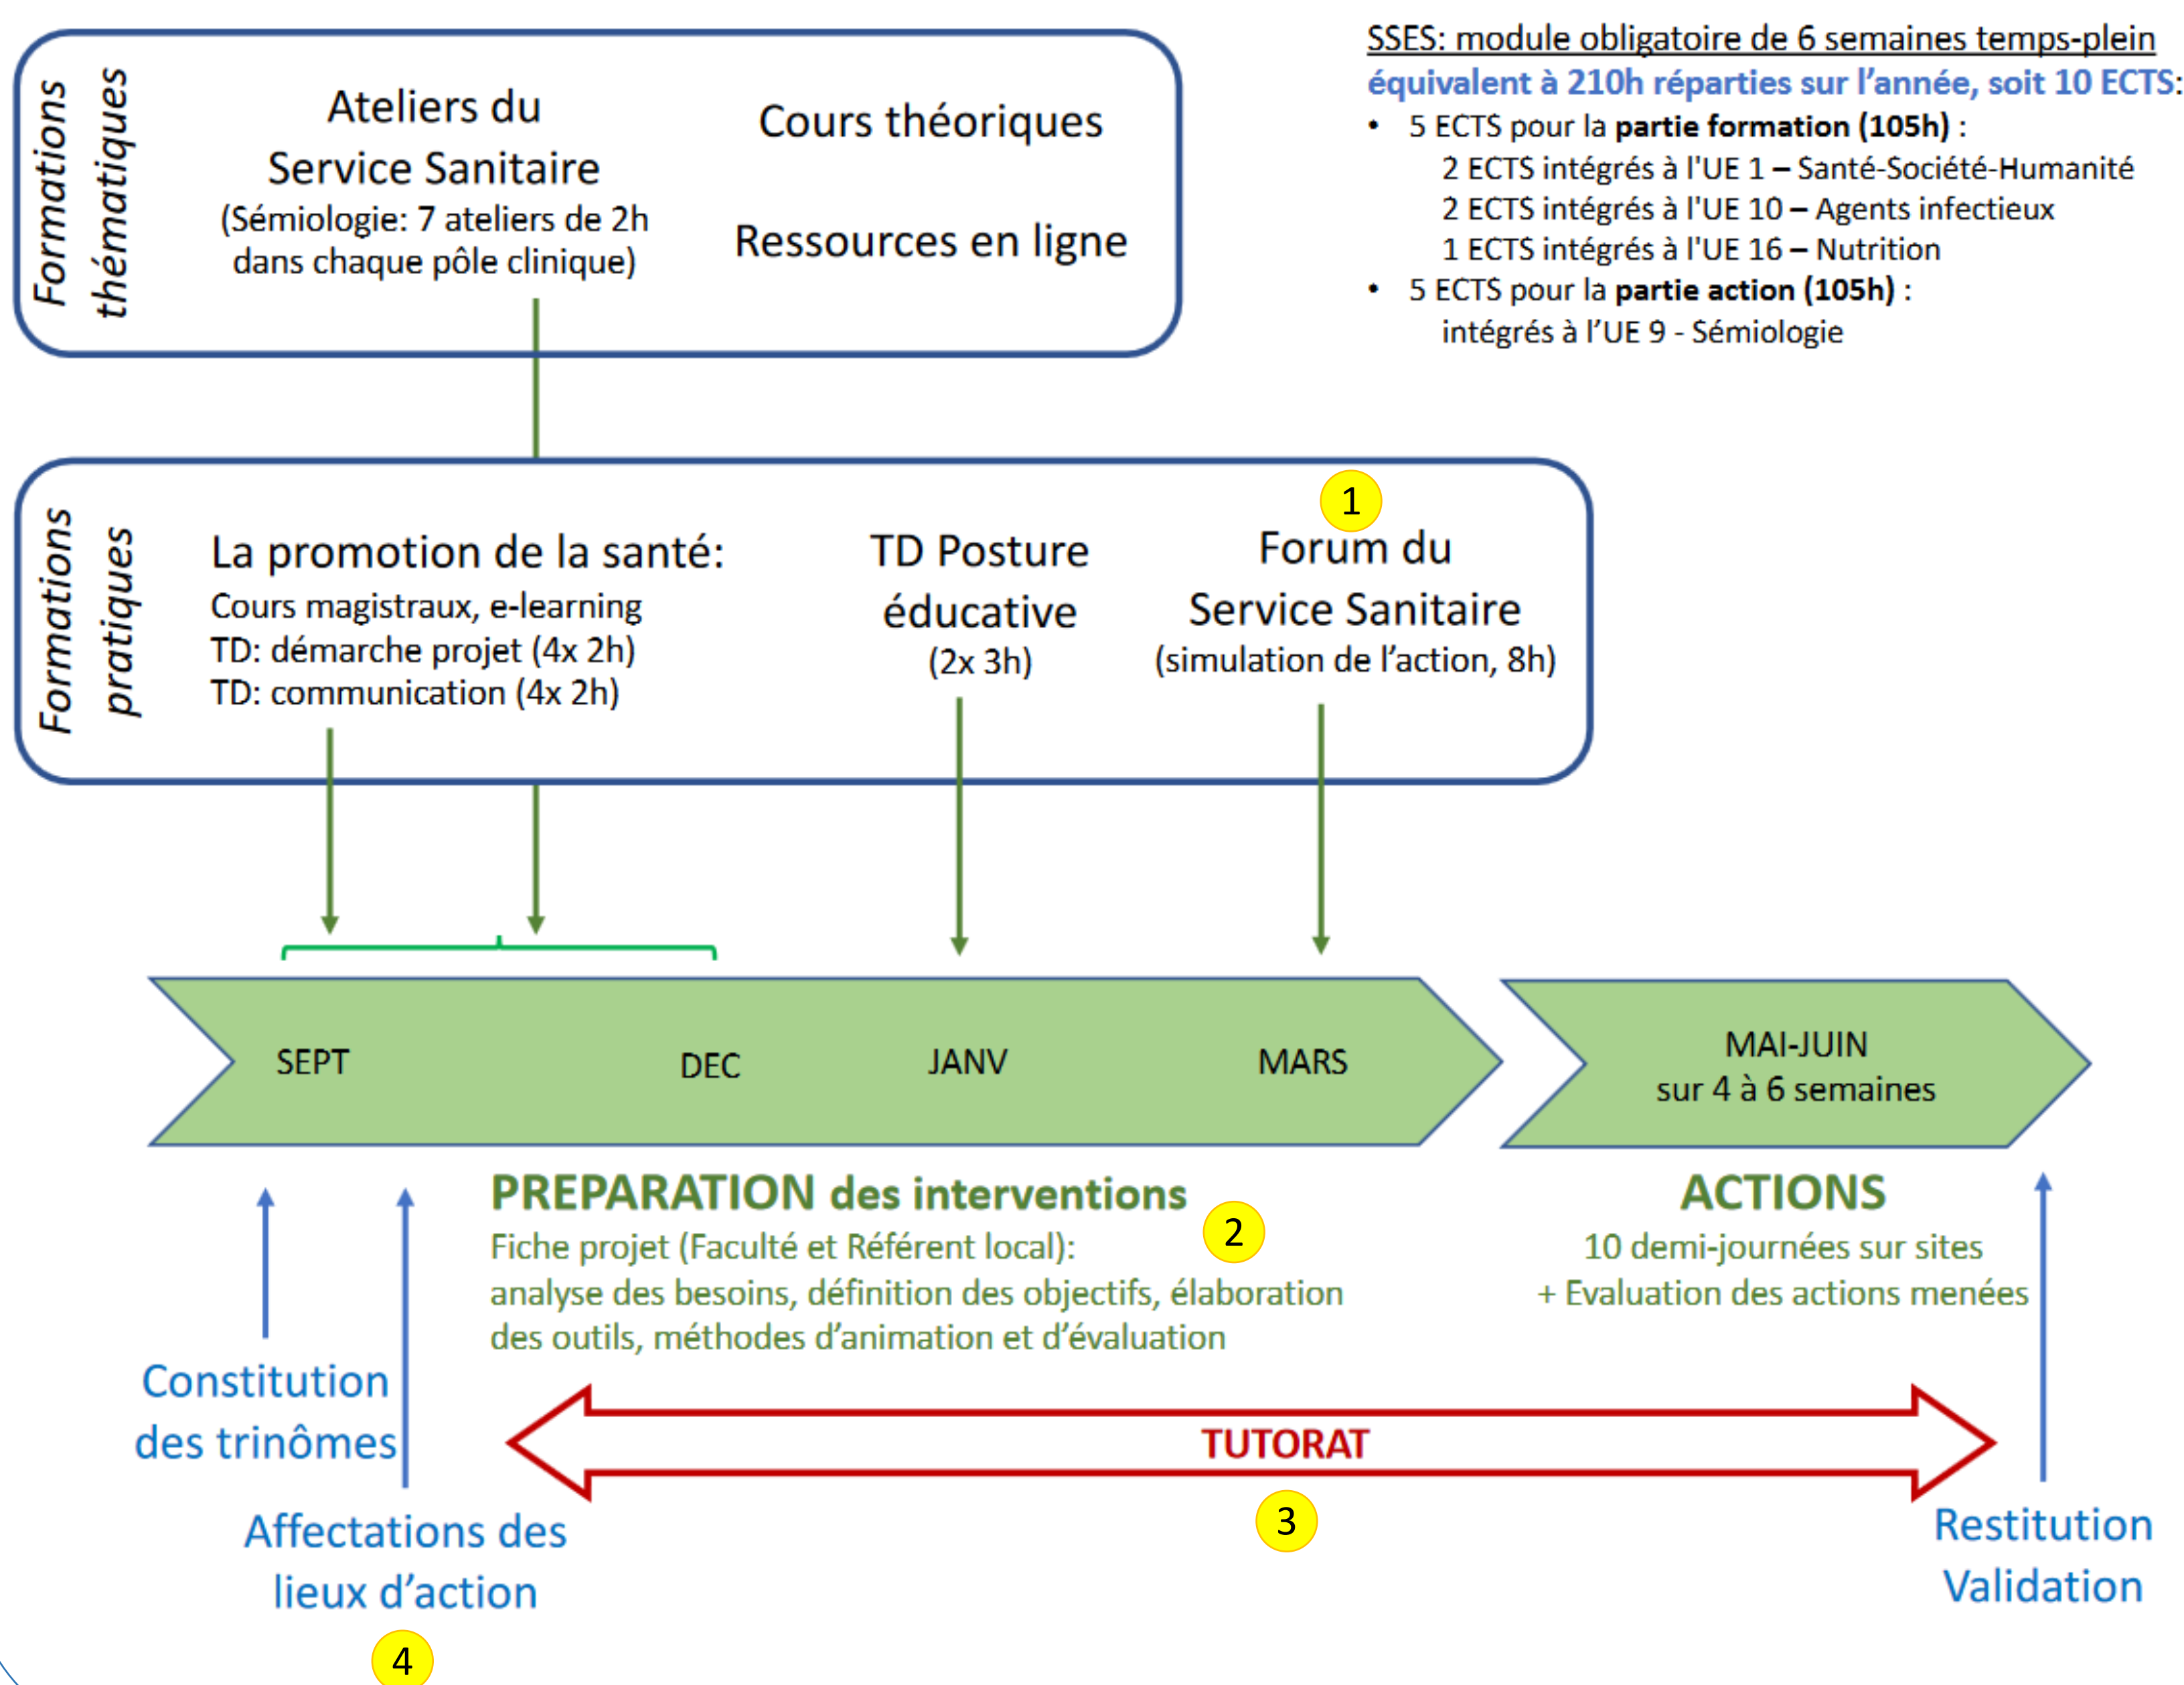 Formations
thématiques
Ateliers du
Service Sanitaire
(Sémiologie: 7 ateliers de 2h
dans chaque pôle clinique)
Cours théoriques
Ressources en ligne
SSES: module obligatoire de 6 semaines temps-plein
équivalent à 210h réparties sur l'année, soit 10 ECTS:
• 5 ECTS pour la partie formation (105h) :
2 ECTS intégrés à l'UE 1 – Santé-Société-Humanité
2 ECTS intégrés à l'UE 10 – Agents infectieux
1 ECTS intégrés à l'UE 16 – Nutrition
• 5 ECTS pour la partie action (105h) :
intégrés à l'UE 9 - Sémiologie
Formations
pratiques
La promotion de la santé:
Cours magistraux, e-learning
TD: démarche projet (4x 2h)
TD: communication (4x 2h)
TD Posture
éducative
(2x 3h)
1
Forum du
Service Sanitaire
(simulation de l'action, 8h)
SEPT
DEC
JANV
MARS
MAI-JUIN
sur 4 à 6 semaines
PREPARATION des interventions
2
Fiche projet (Faculté et Référent local):
analyse des besoins, définition des objectifs, élaboration
des outils, méthodes d'animation et d'évaluation
ACTIONS
10 demi-journées sur sites
+ Evaluation des actions menées
Constitution
des trinômes
TUTORAT
3
Affectations des
lieux d'action
4
Restitution
Validation